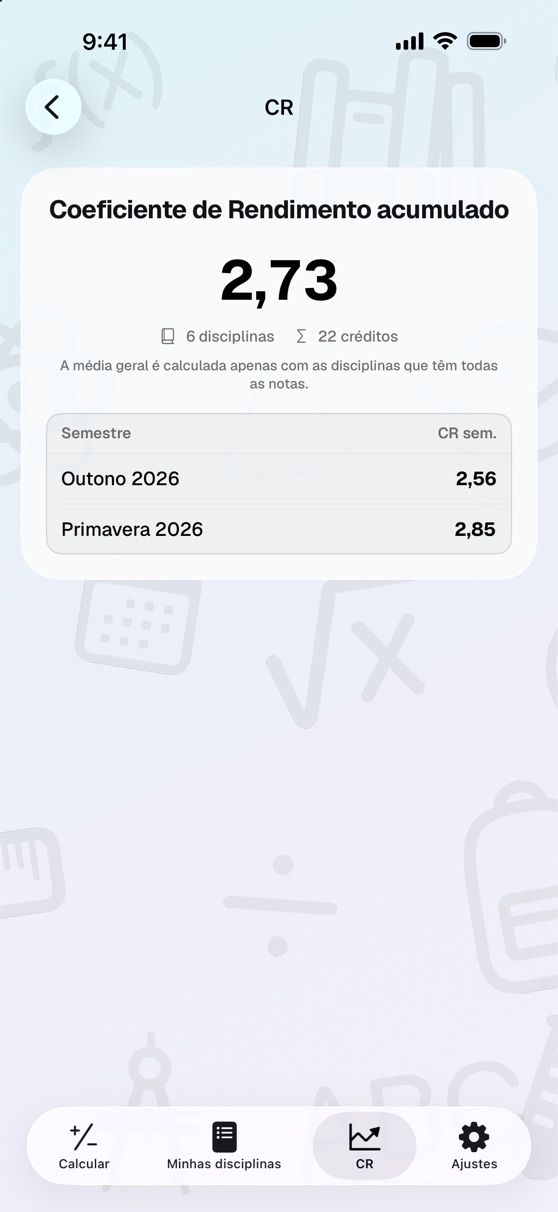 9:41
CR
Coeficiente de Rendimento acumulado
2,73
6 disciplinas Σ 22 créditos
A média geral é calculada apenas com as disciplinas que têm todas
as notas.
Semestre CR sem.
Outono 2026 2,56
Primavera 2026 2,85
Calcular Minhas disciplinas CR Ajustes